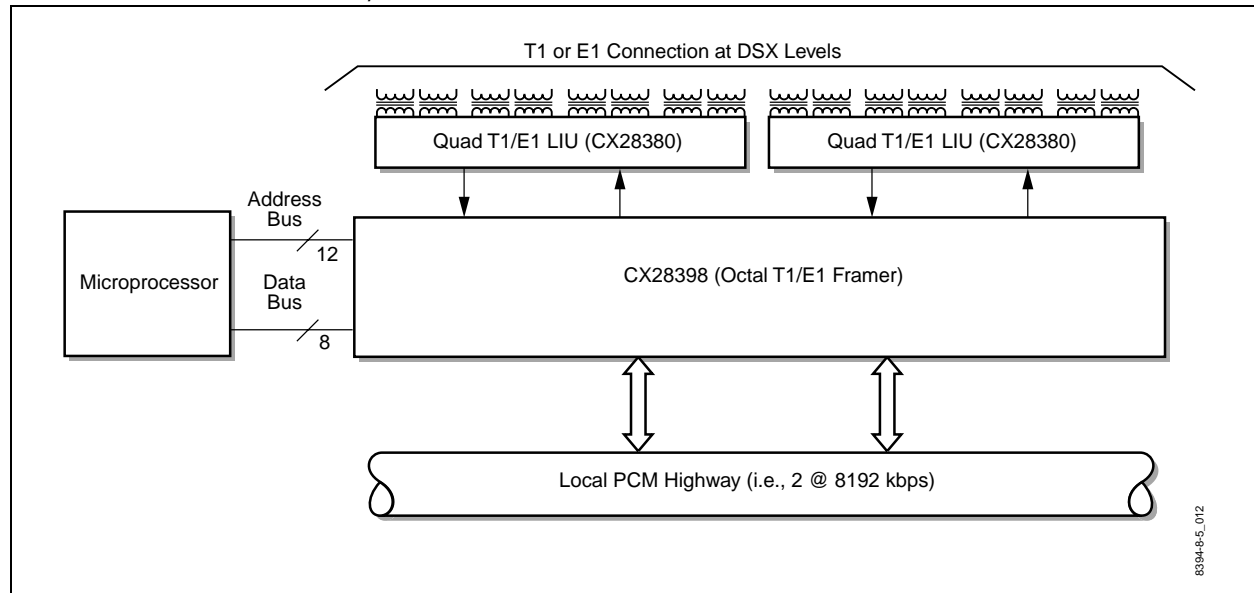 T1 or E1 Connection at DSX Levels
Quad T1/E1 LIU (CX28380)
Quad T1/E1 LIU (CX28380)
Address
Bus
12
Microprocessor
CX28398 (Octal T1/E1 Framer)
Data
Bus
8
Local PCM Highway (i.e., 2 @ 8192 kbps)
8394-8-5_012